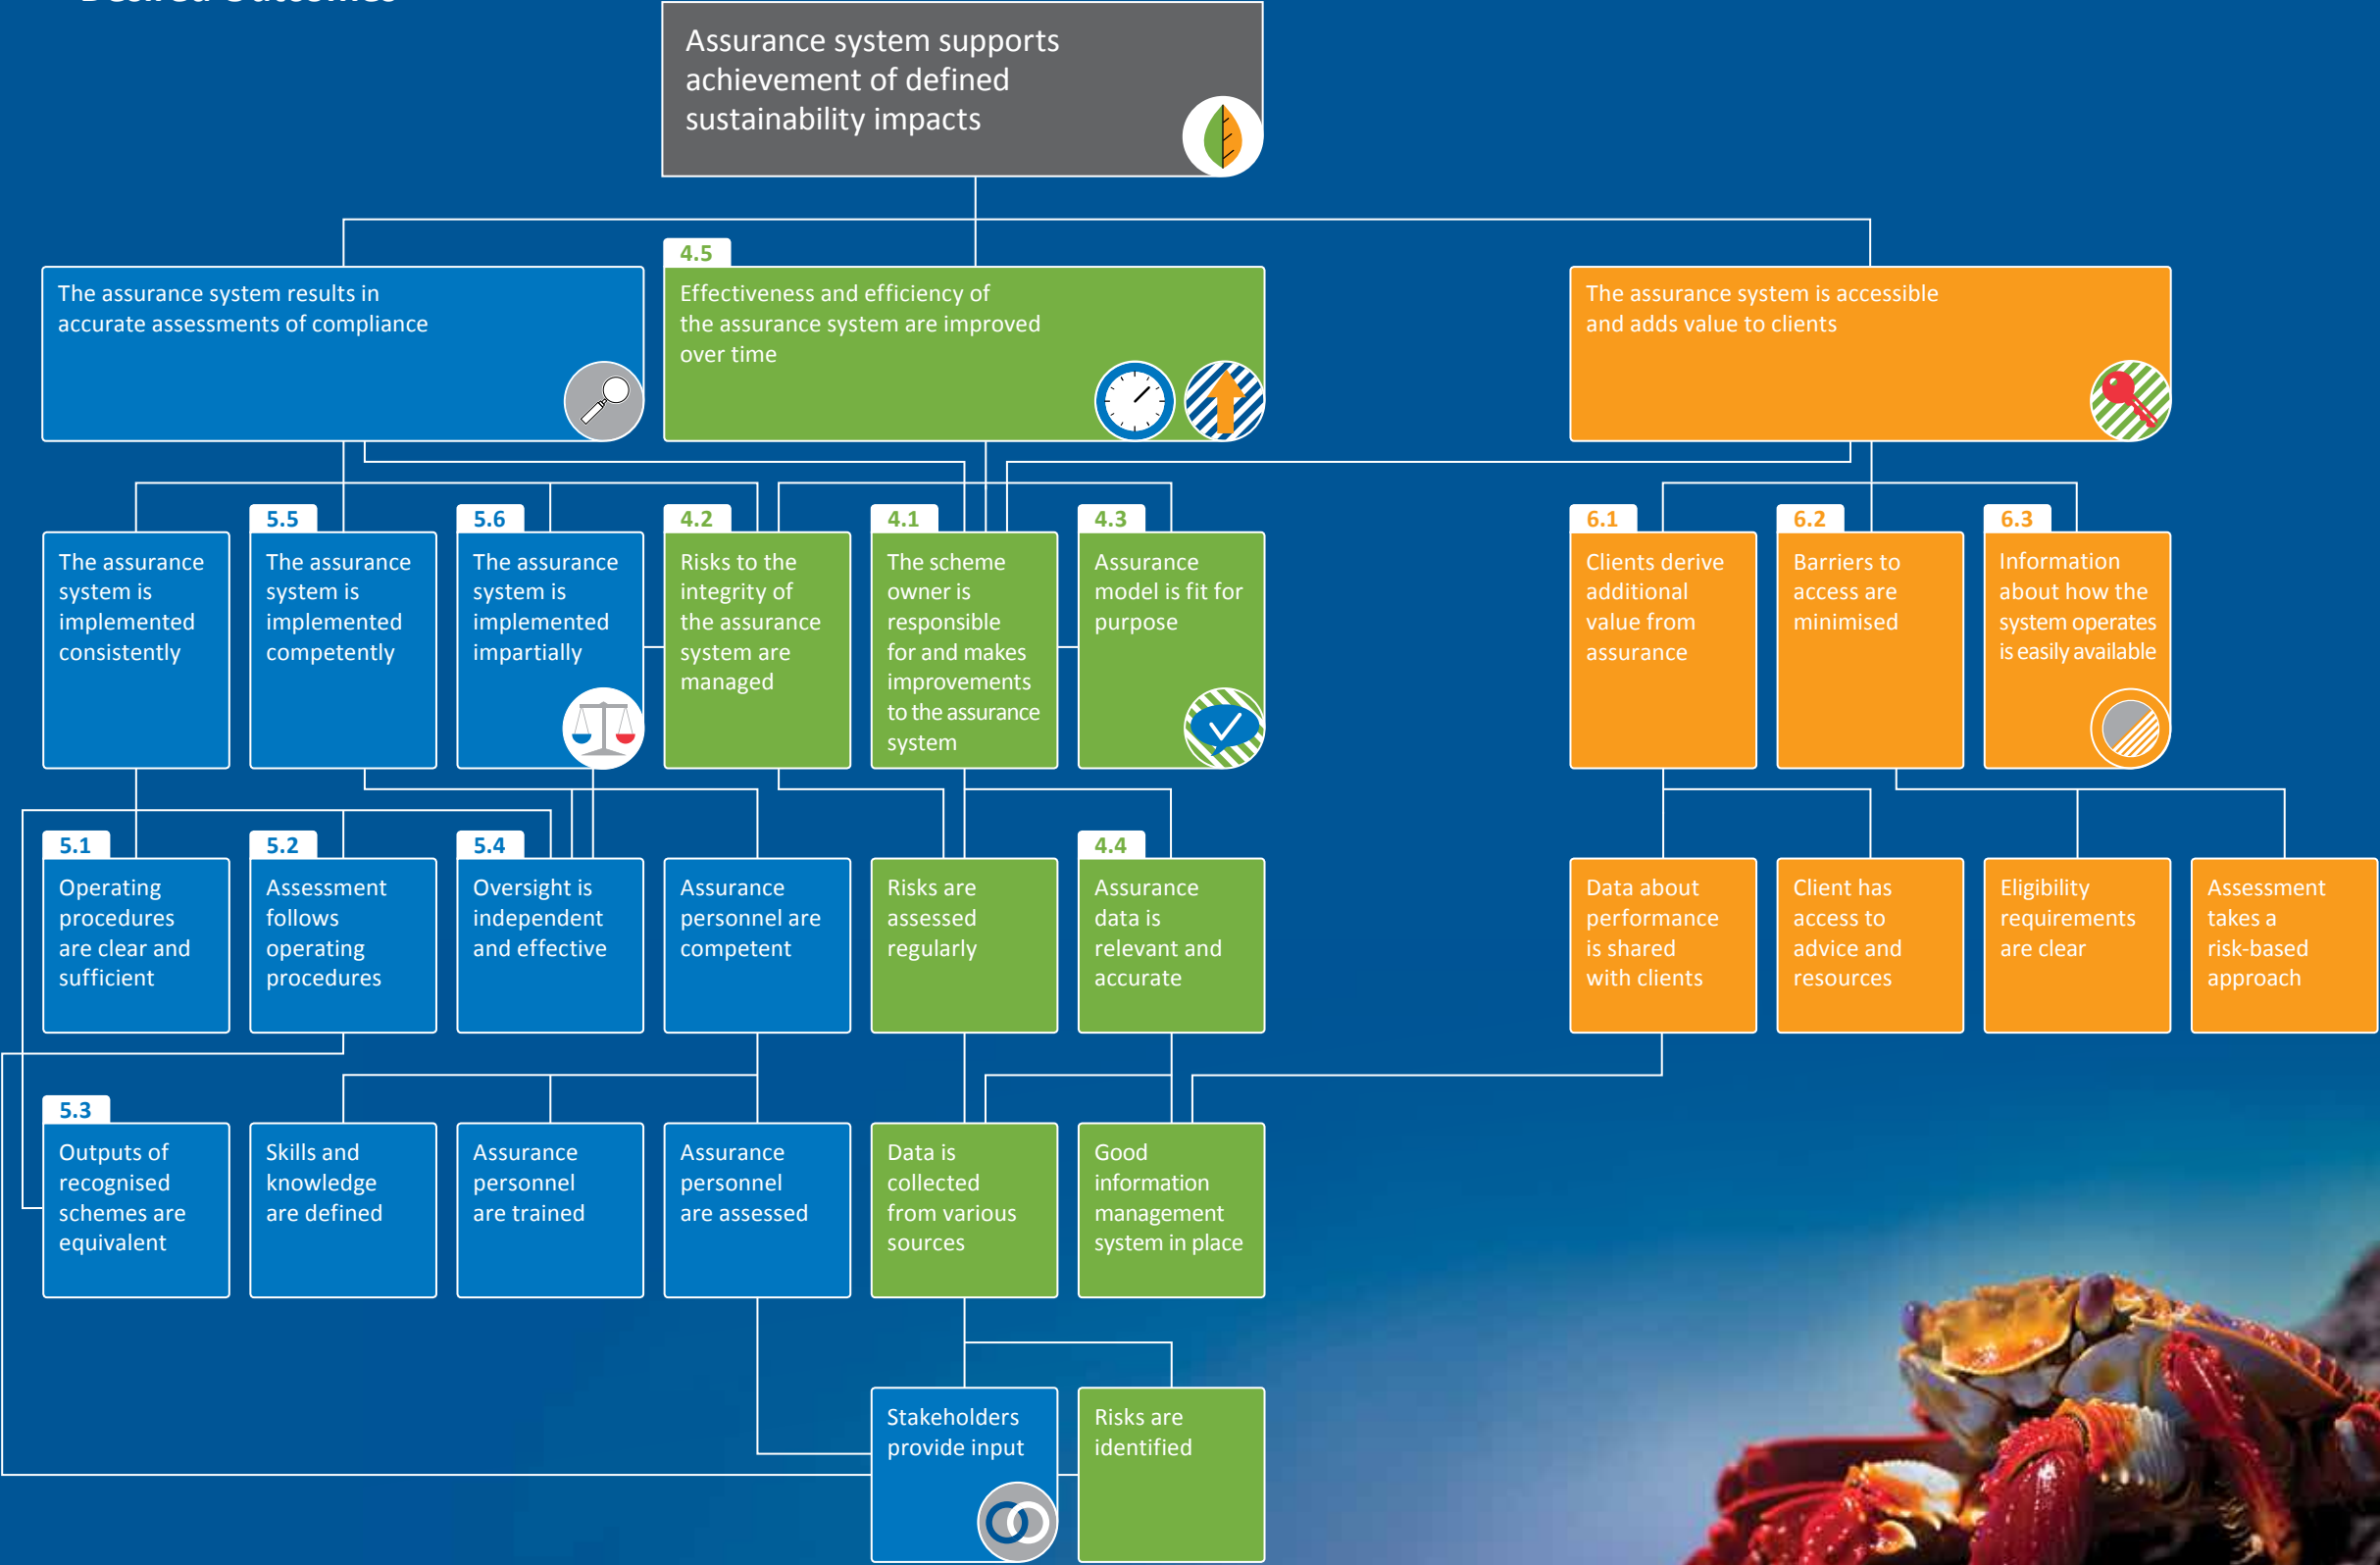 Assurance system supports
achievement of defined
sustainability impacts
The assurance system results in
accurate assessments of compliance
4.5
Effectiveness and efficiency of
the assurance system are improved
over time
The assurance system is accessible
and adds value to clients
The assurance
system is
implemented
consistently
5.5
The assurance
system is
implemented
competently
5.6
The assurance
system is
implemented
impartially
4.2
Risks to the
integrity of
the assurance
system are
managed
4.1
The scheme
owner is
responsible
for and makes
improvements
to the assurance
system
4.3
Assurance
model is fit for
purpose
6.1
Clients derive
additional
value from
assurance
6.2
Barriers to
access are
minimised
6.3
Information
about how the
system operates
is easily available
5.1
Operating
procedures
are clear and
sufficient
5.2
Assessment
follows
operating
procedures
5.4
Oversight is
independent
and effective
Assurance
personnel are
competent
Risks are
assessed
regularly
4.4
Assurance
data is
relevant and
accurate
Data about
performance
is shared
with clients
Client has
access to
advice and
resources
Eligibility
requirements
are clear
Assessment
takes a
risk-based
approach
5.3
Outputs of
recognised
schemes are
equivalent
Skills and
knowledge
are defined
Assurance
personnel
are trained
Assurance
personnel
are assessed
Data is
collected
from various
sources
Good
information
management
system in place
Stakeholders
provide input
Risks are
identified